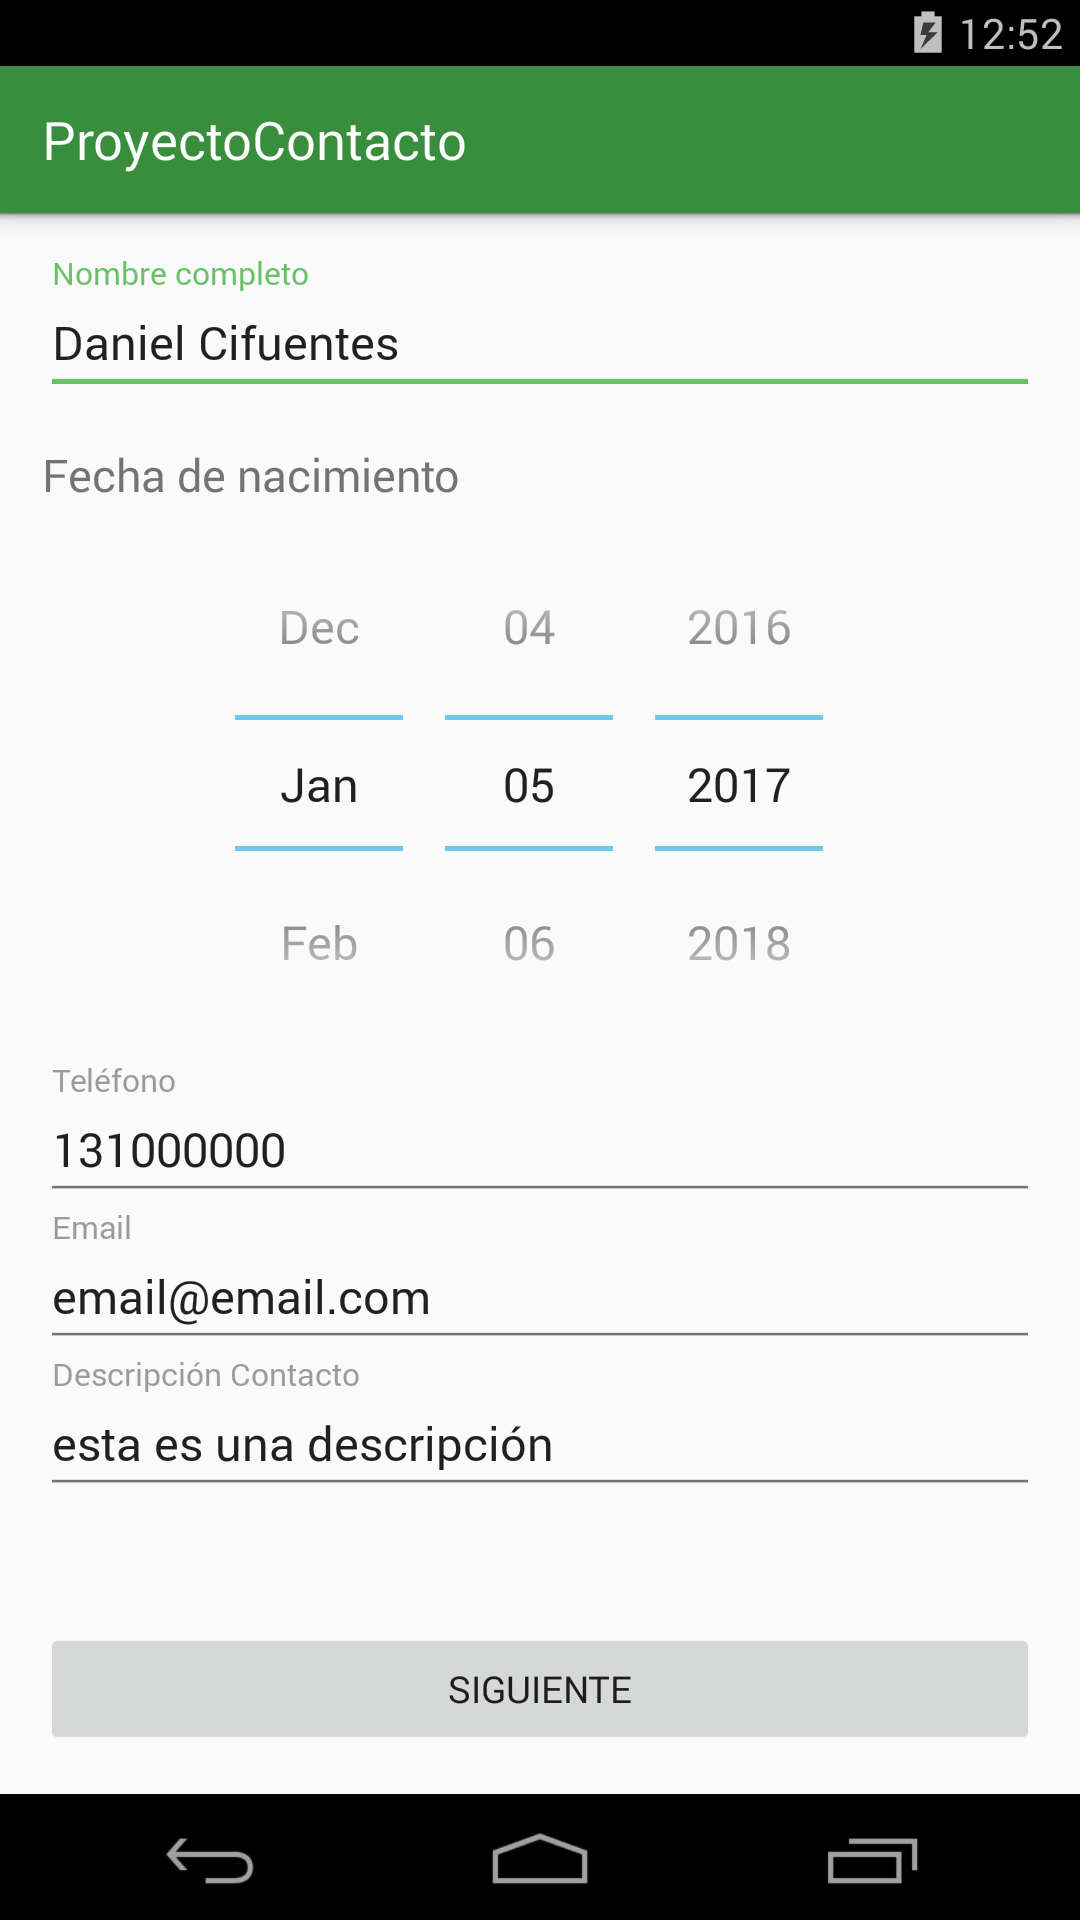 12:52
ProyectoContacto
Nombre completo
Daniel Cifuentes
Fecha de nacimiento
Dec 04 2016
Jan 05 2017
Feb 06 2018
Teléfono
131000000
Email
email@email.com
Descripción Contacto
esta es una descripción
SIGUIENTE